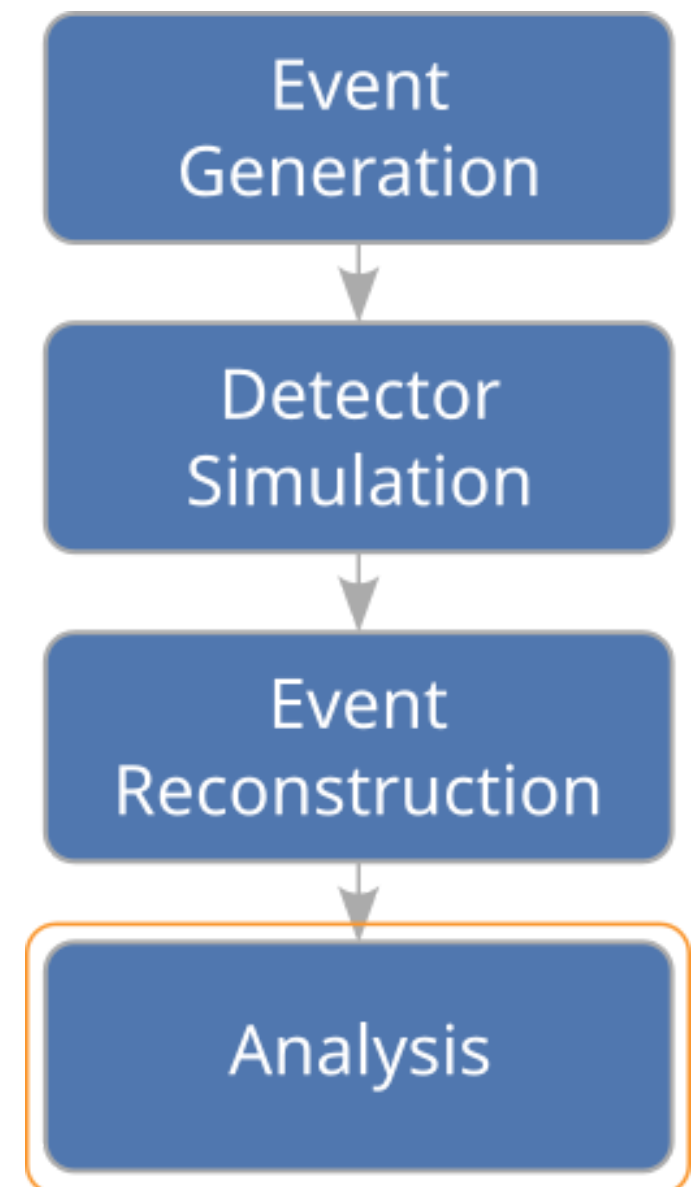 Event
Generation
Detector
Simulation
Event
Reconstruction
Analysis